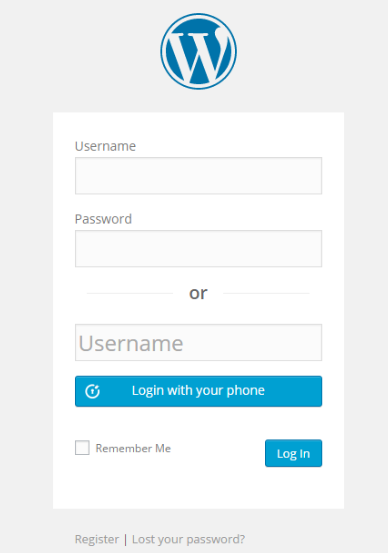 W
Username
Password
or
Username
Login with your phone
Remember Me
Log In
Register | Lost your password?